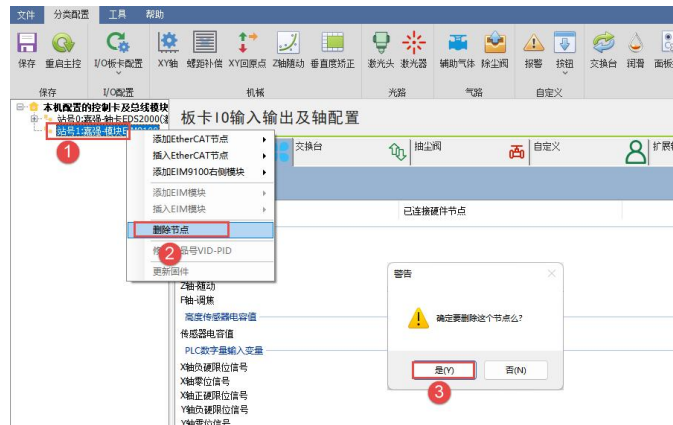 文件 分类配置 工具 帮助
保存 重启主控 I/O板卡配置 XY轴 螺距补偿 XY回原点 Z轴随动 垂直度矫正 激光头 激光器 辅助气体 除尘阀 报警 按钮 交换台 润骨 面板
保存 I/O配置 机械 光路 气路 自定义
本机配置的控制卡及总线模块
站号0:嘉强-轴卡EDS2000(
站号1:嘉强-模块E
板卡IO输入输出及轴配置
1
添加EtherCAT节点
插入EtherCAT节点
添加EIM9100右侧模块
添加EIM模块
插入EIM模块
删除节点
2
品号VID-PID
更新固件
交换台 抽尘阀 自定义 扩展
已连接硬件节点
Z轴-随动
F轴-调焦
高度传感器电容值
传感器电容值
PLC数字量输入变量
X轴负硬限位信号
X轴零位信号
X轴正硬限位信号
Y轴负硬限位信号
Y轴零位信号
警告
确定要删除这个节点么?
是(Y) 否(N)
3